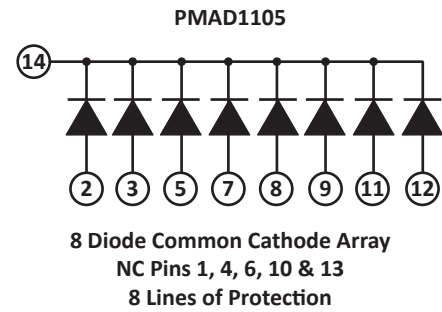 PMAD1105
14
2 3 5 7 8 9 11 12
8 Diode Common Cathode Array
NC Pins 1, 4, 6, 10 & 13
8 Lines of Protection